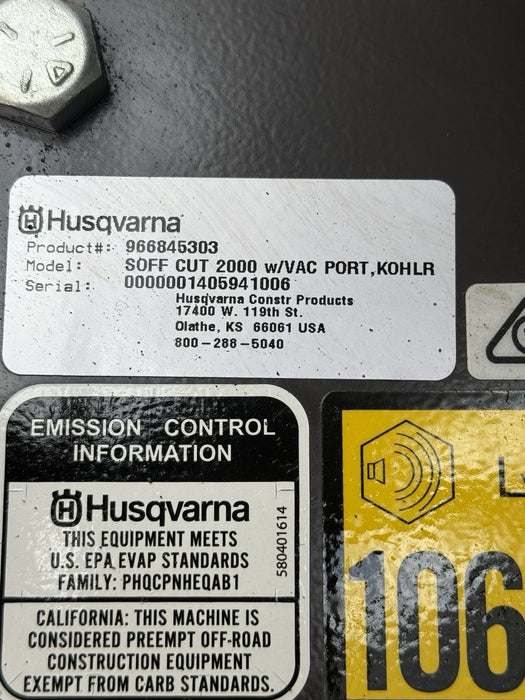 Husqvarna
Product#: 966845303
Model: SOFF CUT 2000 w/VAC PORT,KOHLR
Serial: 0000001405941006
Husqvarna Constr Products
17400 W. 119th St.
Olathe, KS 66061 USA
800-288-5040
EMISSION CONTROL
INFORMATION
Husqvarna
THIS EQUIPMENT MEETS
U.S. EPA EVAP STANDARDS
FAMILY: PHQCPNHEQAB1
580401614
CALIFORNIA: THIS MACHINE IS
CONSIDERED PREEMPT OFF-ROAD
CONSTRUCTION EQUIPMENT
EXEMPT FROM CARB STANDARDS.
L
106